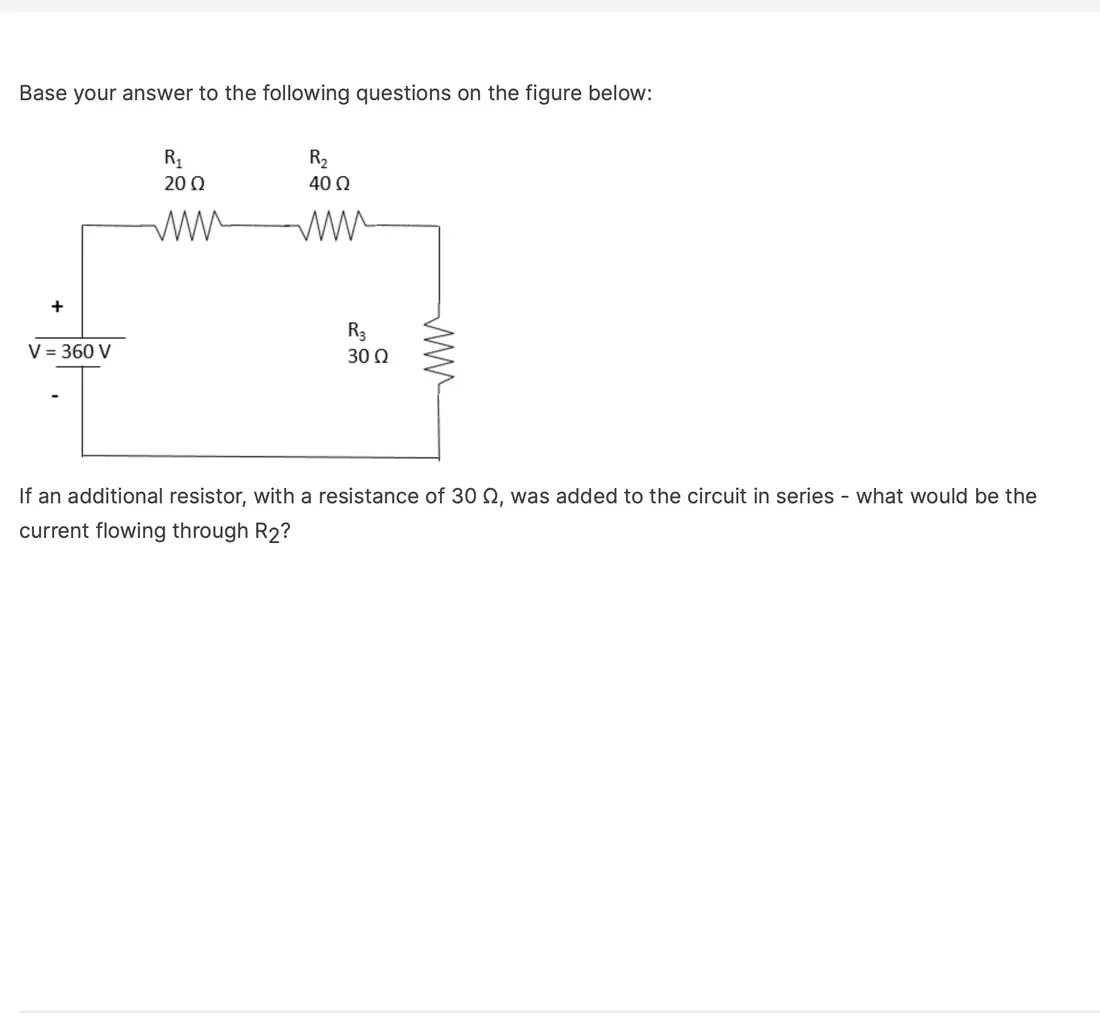 Base your answer to the following questions on the figure below:
R₁
20 Ω
R₂
40 Ω
+
V = 360 V
-
R₃
30 Ω
If an additional resistor, with a resistance of 30 Ω, was added to the circuit in series - what would be the
current flowing through R₂?